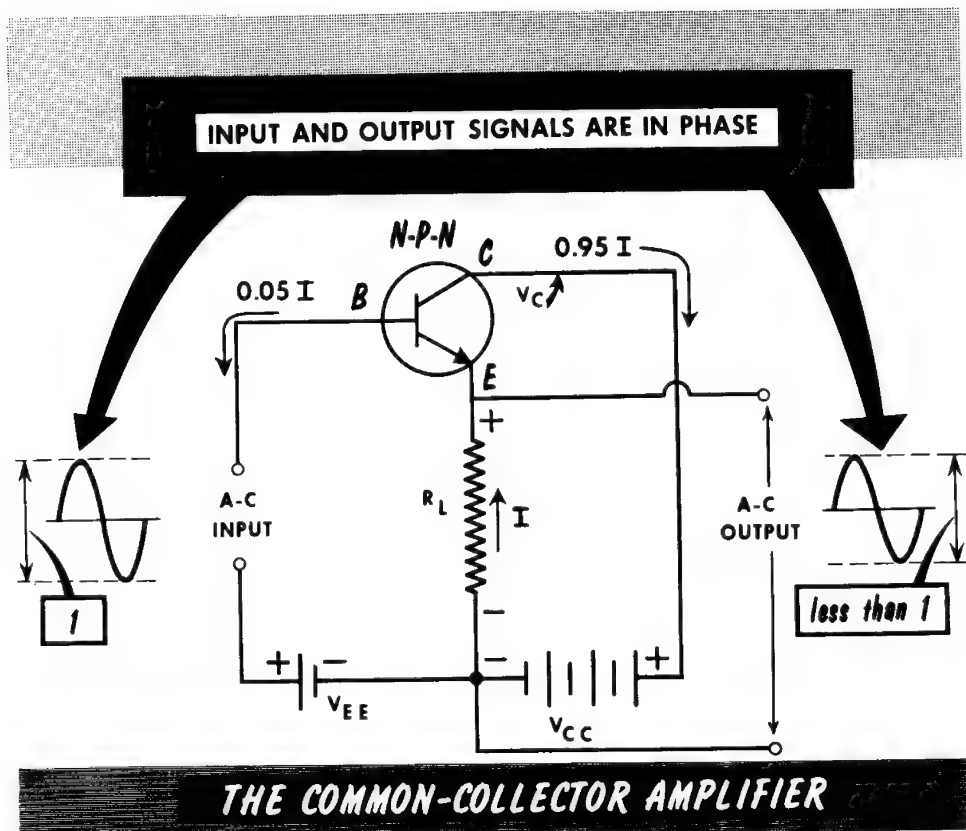 INPUT AND OUTPUT SIGNALS ARE IN PHASE
N-P-N
C
0.95 I
0.05 I
B
VC
E
+
RL
I
A-C
INPUT
A-C
OUTPUT
1
less than 1
−
+
−
−
+
VEE
VCC
THE COMMON-COLLECTOR AMPLIFIER